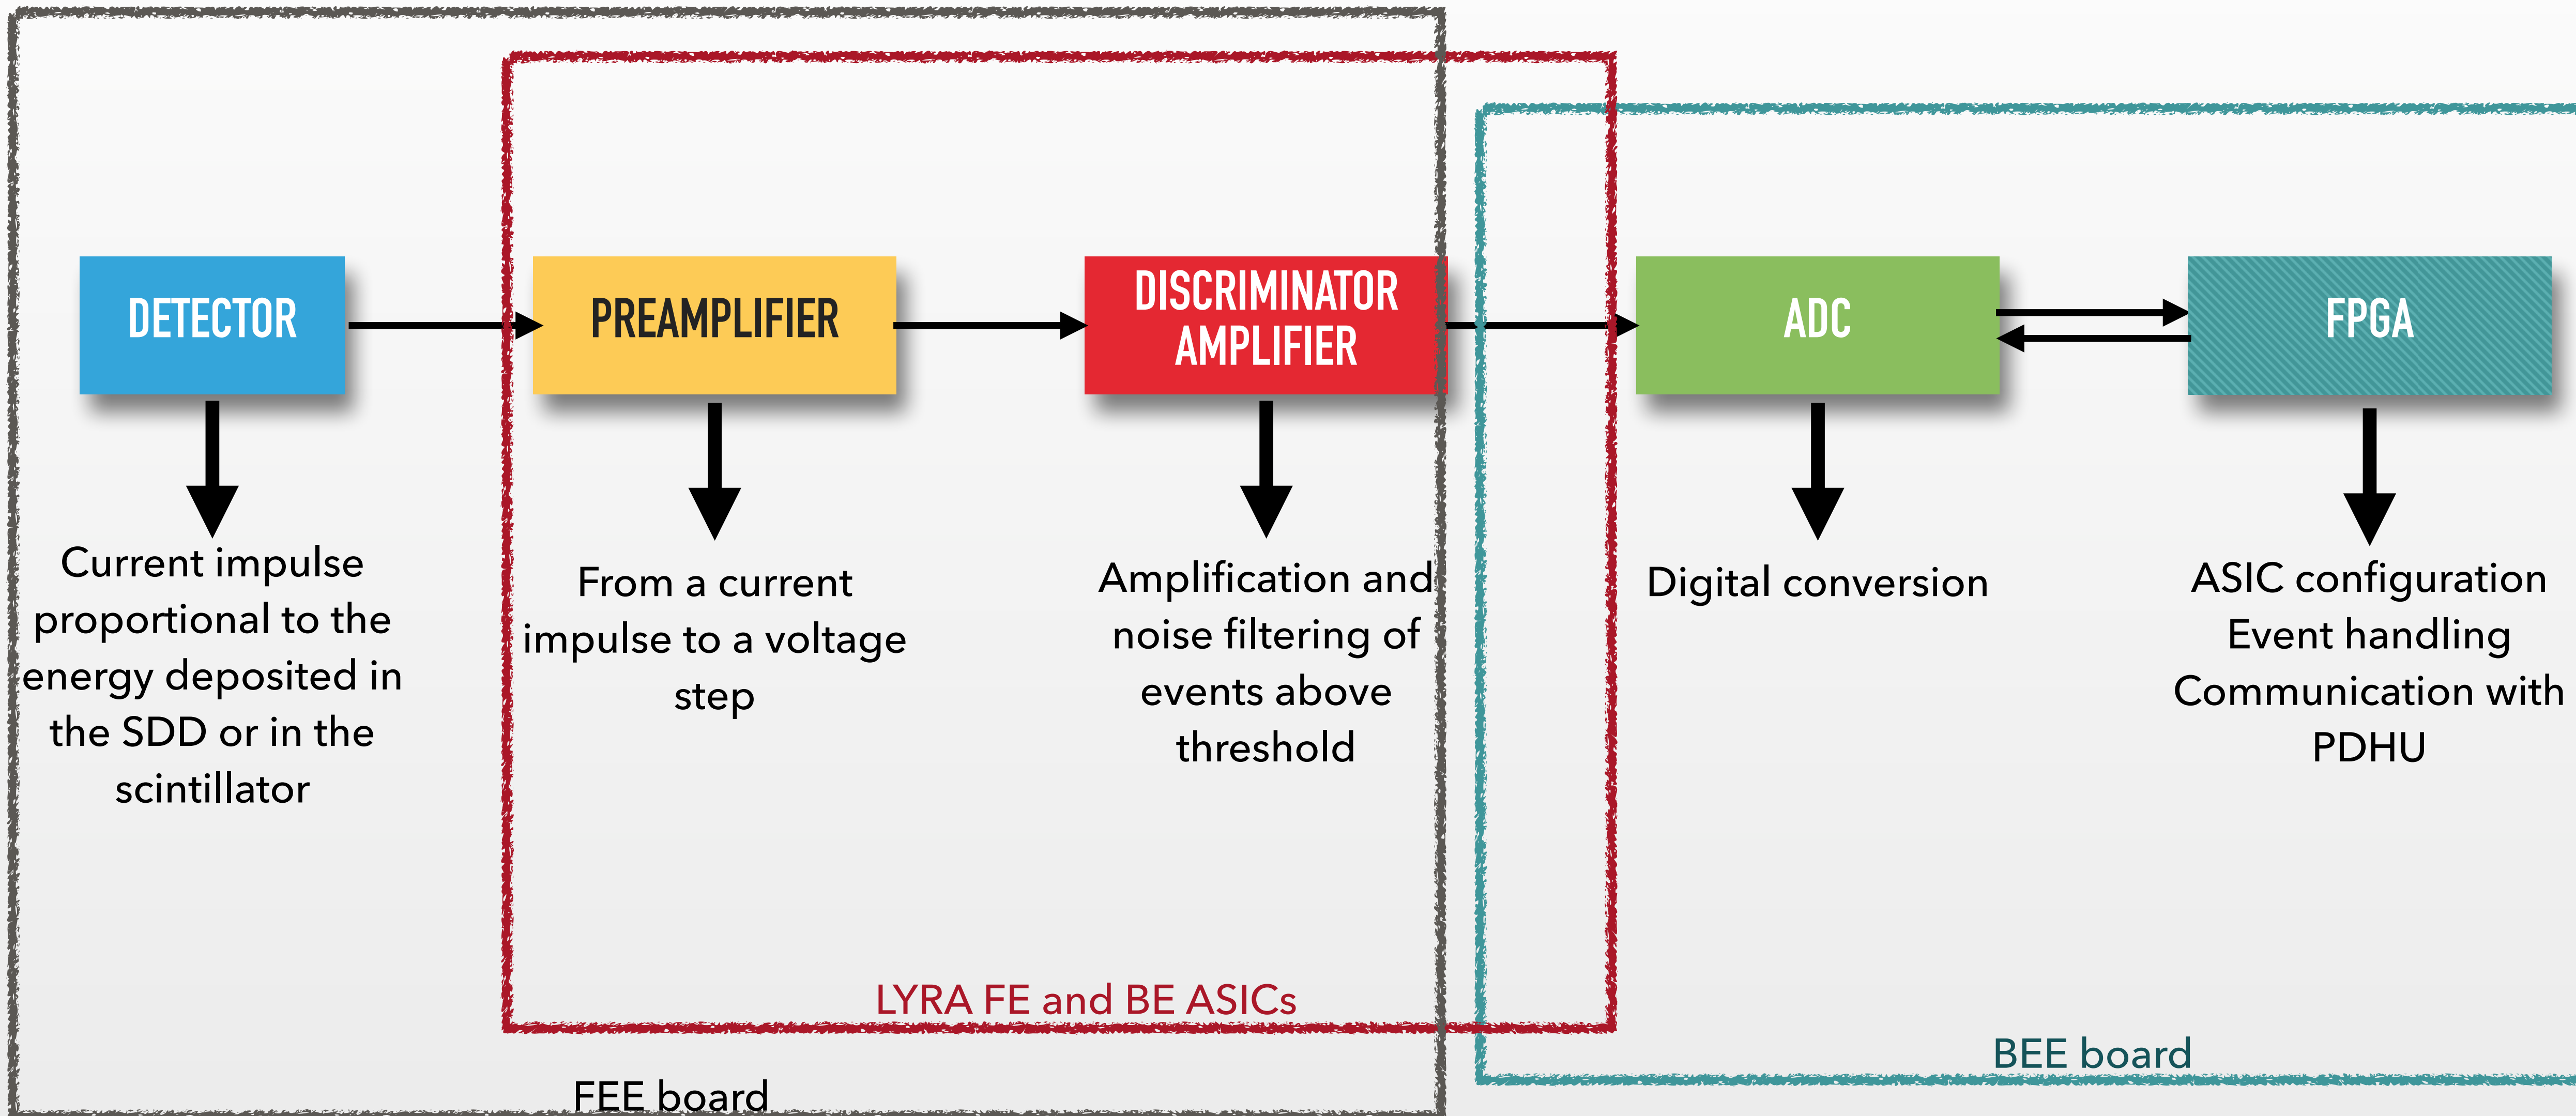 DETECTOR
PREAMPLIFIER
DISCRIMINATOR
AMPLIFIER
ADC
FPGA
Current impulse
proportional to the
energy deposited in
the SDD or in the
scintillator
From a current
impulse to a voltage
step
Amplification and
noise filtering of
events above
threshold
Digital conversion
ASIC configuration
Event handling
Communication with
PDHU
LYRA FE and BE ASICs
BEE board
FEE board